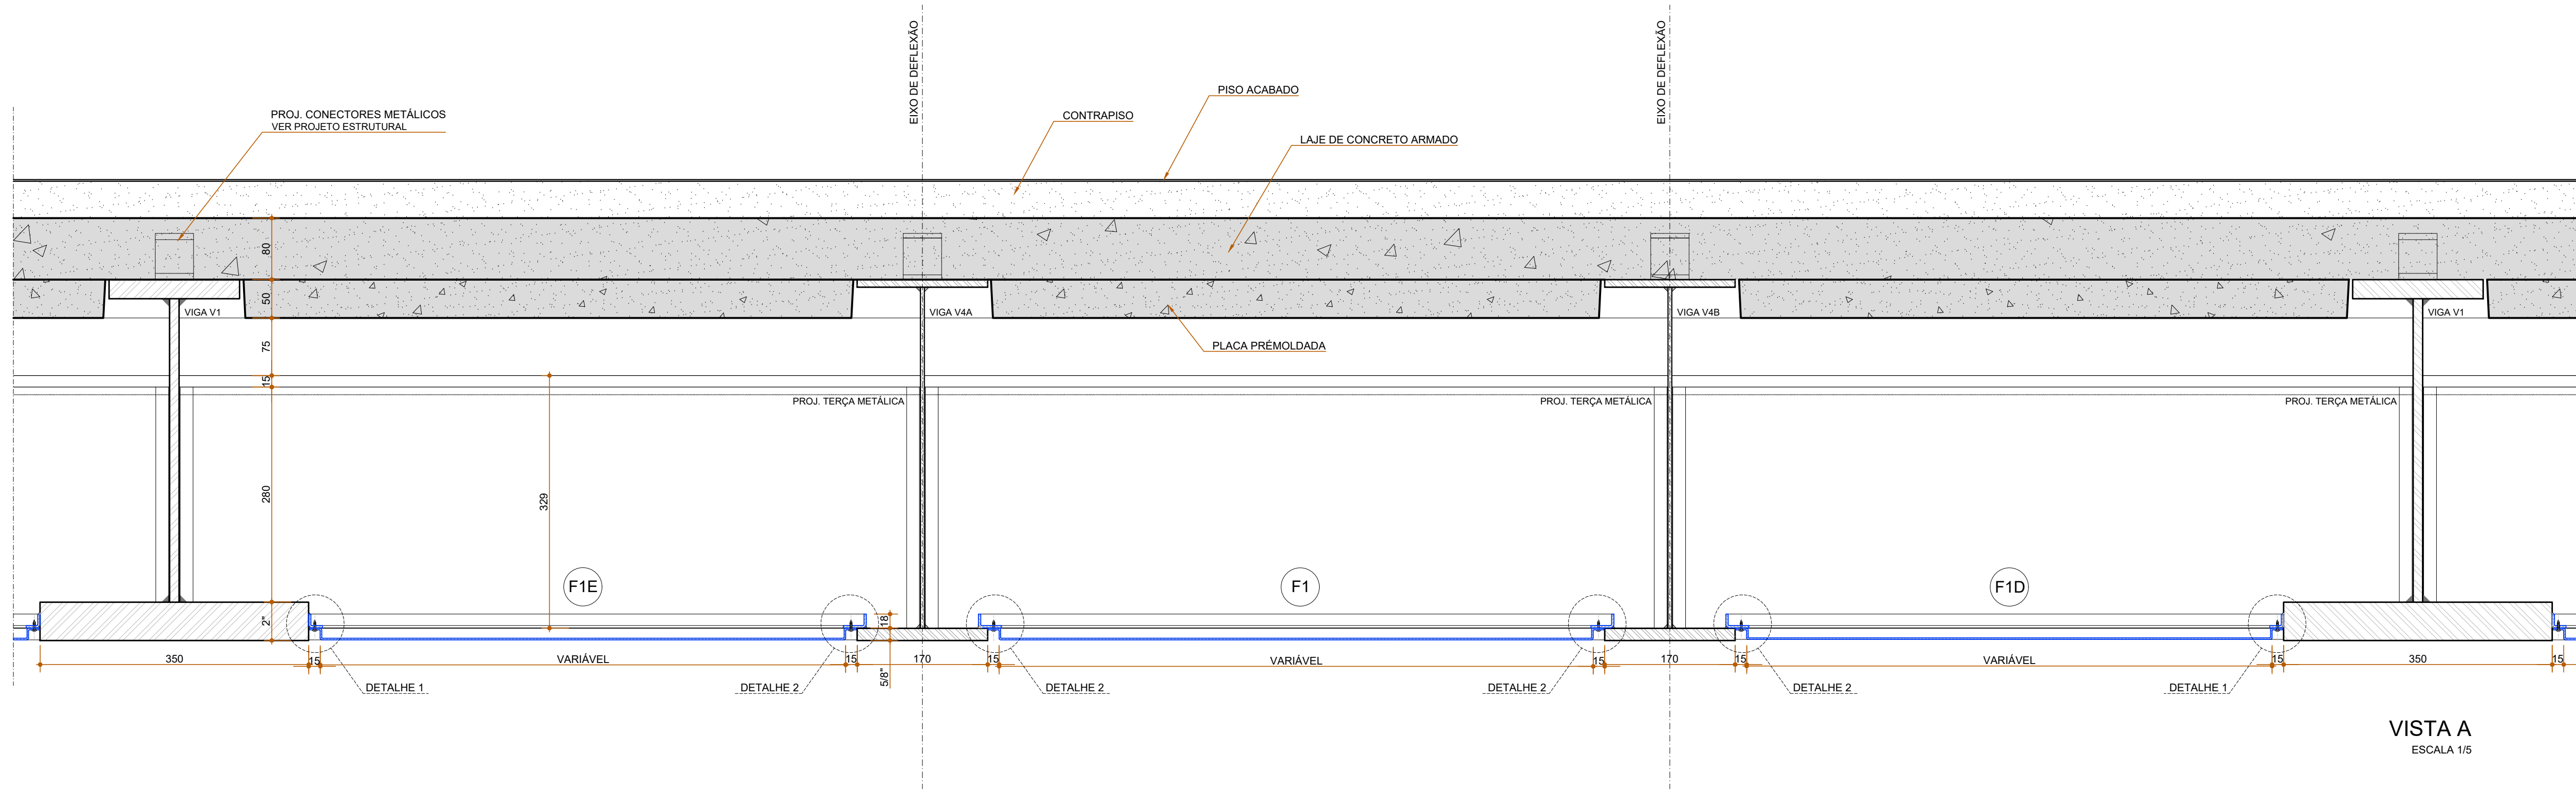 EIXO DE DEFLEXÃO
EIXO DE DEFLEXÃO
PISO ACABADO
PROJ. CONECTORES METÁLICOS
VER PROJETO ESTRUTURAL
CONTRAPISO
LAJE DE CONCRETO ARMADO
80
50
VIGA V1
VIGA V4A
VIGA V4B
VIGA V1
75
PLACA PRÉMOLDADA
15
PROJ. TERÇA METÁLICA
PROJ. TERÇA METÁLICA
PROJ. TERÇA METÁLICA
280
329
F1E
F1
F1D
2"
18
350
15
VARIÁVEL
15
170
15
VARIÁVEL
15
170
15
VARIÁVEL
15
350
15
5/8"
DETALHE 1
DETALHE 2
DETALHE 2
DETALHE 2
DETALHE 2
DETALHE 1
VISTA A
ESCALA 1/5